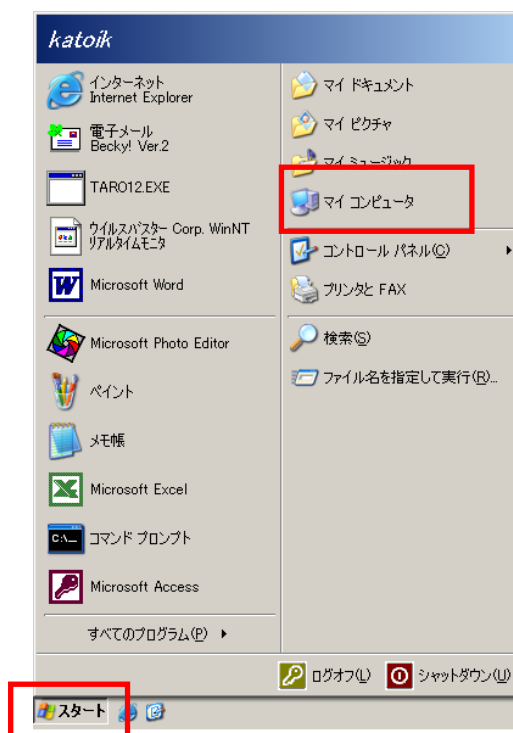 katoik
インターネット
Internet Explorer
電子メール
Becky! Ver.2
TARO12.EXE
ウイルスバスター Corp. WinNT
リアルタイムモニタ
Microsoft Word
Microsoft Photo Editor
ペイント
メモ帳
Microsoft Excel
C:\
コマンド プロンプト
Microsoft Access
すべてのプログラム(P)
マイ ドキュメント
マイ ピクチャ
マイ ミュージック
マイ コンピュータ
コントロール パネル(C)
プリンタと FAX
検索(S)
ファイル名を指定して実行(R)...
ログオフ(L)
シャットダウン(U)
スタート